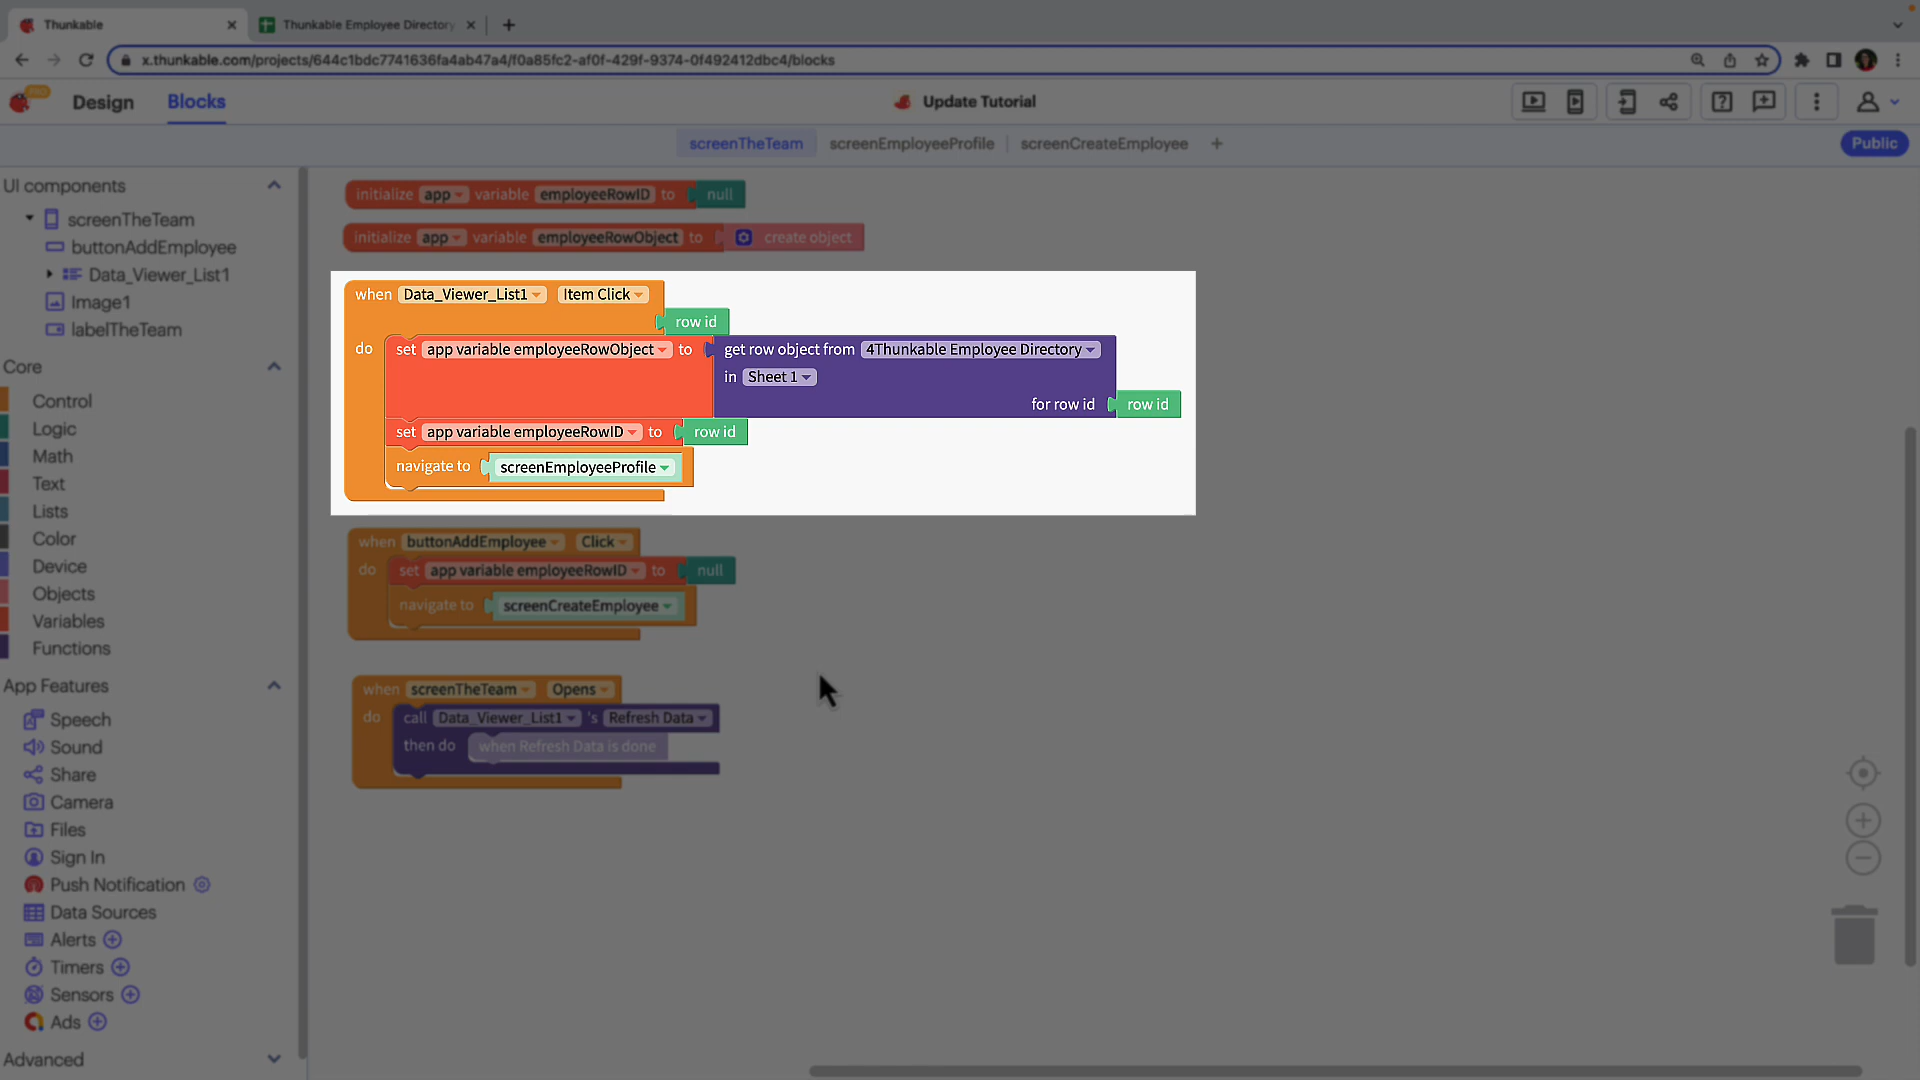 Thunkable
Thunkable Employee Directory
x.thunkable.com/projects/644c1bdc7741636fa4ab47a4/f0a85fc2-af0f-429f-9374-0f492412dbc4/blocks
PRO
Design
Blocks
Update Tutorial
screenTheTeam
screenEmployeeProfile
screenCreateEmployee
Public
UI components
screenTheTeam
buttonAddEmployee
Data_Viewer_List1
Image1
labelTheTeam
Core
Control
Logic
Math
Text
Lists
Color
Device
Objects
Variables
Functions
App Features
Speech
Sound
Share
Camera
Files
Sign In
Push Notification
Data Sources
Alerts
Timers
Sensors
Ads
Advanced
initialize app variable employeeRowID to null
initialize app variable employeeRowObject to create object
when Data_Viewer_List1 Item Click
row id
do set app variable employeeRowObject to get row object from 4Thunkable Employee Directory
in Sheet 1
for row id row id
set app variable employeeRowID to row id
navigate to screenEmployeeProfile
when buttonAddEmployee Click
do set app variable employeeRowID to null
navigate to screenCreateEmployee
when screenTheTeam Opens
do call Data_Viewer_List1 's Refresh Data
then do when Refresh Data is done